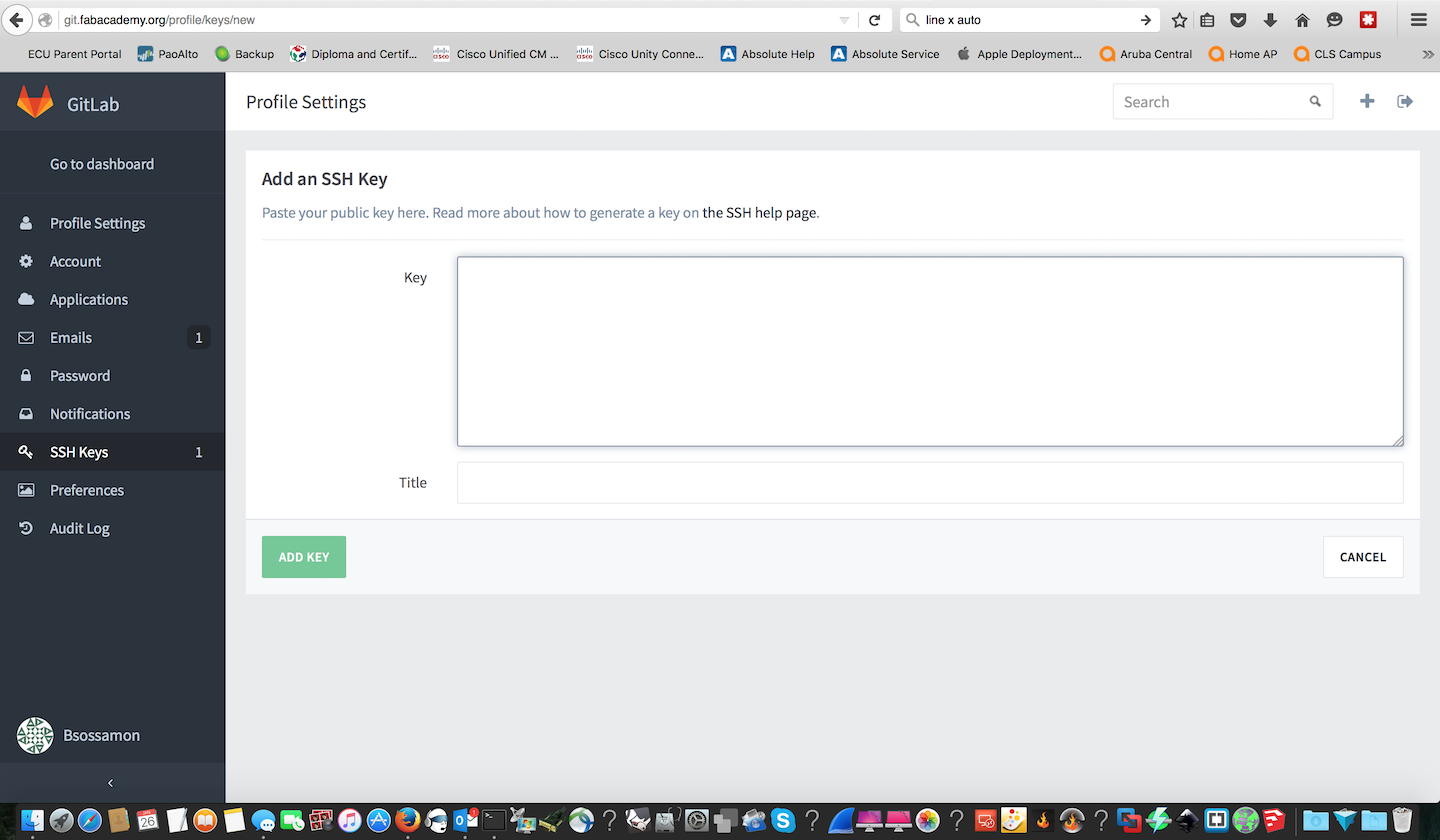 git.fabacademy.org/profile/keys/new
line x auto
ECU Parent Portal
PaoAlto
Backup
Diploma and Certif...
Cisco Unified CM ...
Cisco Unity Conne...
Absolute Help
Absolute Service
Apple Deployment...
Aruba Central
Home AP
CLS Campus
GitLab
Profile Settings
Search
Go to dashboard
Profile Settings
Account
Applications
Emails 1
Password
Notifications
SSH Keys 1
Preferences
Audit Log
Bsossamon
Add an SSH Key
Paste your public key here. Read more about how to generate a key on the SSH help page.
Key
Title
ADD KEY
CANCEL
26